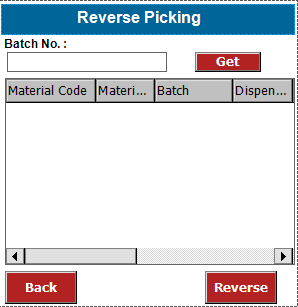 Reverse Picking
Batch No. :
Get
Material Code Materi... Batch Dispen...
Back Reverse